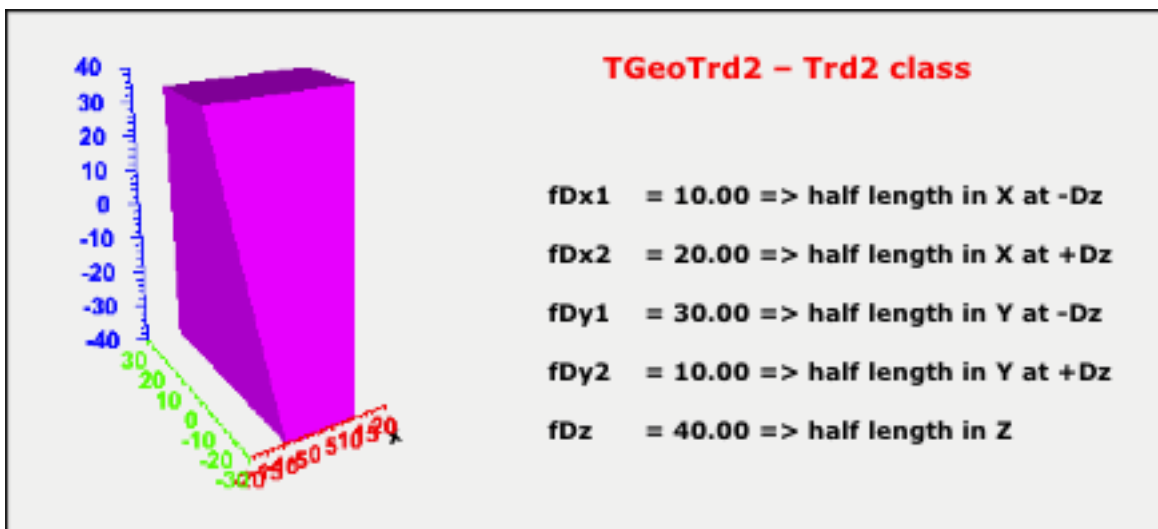 TGeoTrd2 – Trd2 class
40
30
20
10
0
-10
-20
-30
-40
30
20
10
0
-10
-20
-30
fDx1 = 10.00 => half length in X at -Dz
fDx2 = 20.00 => half length in X at +Dz
fDy1 = 30.00 => half length in Y at -Dz
fDy2 = 10.00 => half length in Y at +Dz
fDz = 40.00 => half length in Z